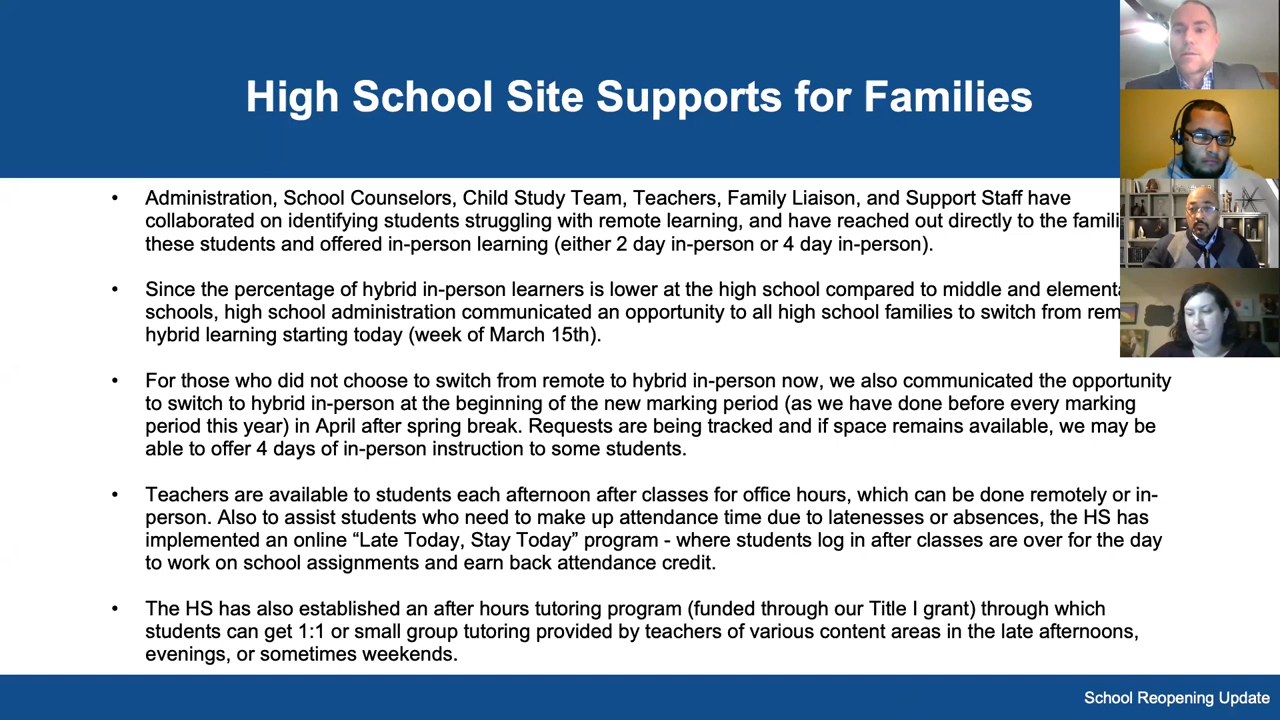 High School Site Supports for Families
• Administration, School Counselors, Child Study Team, Teachers, Family Liaison, and Support Staff have
collaborated on identifying students struggling with remote learning, and have reached out directly to the
these students and offered in-person learning (either 2 day in-person or 4 day in-person).
• Since the percentage of hybrid in-person learners is lower at the high school compared to middle and
schools, high school administration communicated an opportunity to all high school families to switch from
hybrid learning starting today (week of March 15th).
• For those who did not choose to switch from remote to hybrid in-person now, we also communicated the opportunity
to switch to hybrid in-person at the beginning of the new marking period (as we have done before every marking
period this year) in April after spring break. Requests are being tracked and if space remains available, we may be
able to offer 4 days of in-person instruction to some students.
• Teachers are available to students each afternoon after classes for office hours, which can be done remotely or in-
person. Also to assist students who need to make up attendance time due to latenesses or absences, the HS has
implemented an online “Late Today, Stay Today” program - where students log in after classes are over for the day
to work on school assignments and earn back attendance credit.
• The HS has also established an after hours tutoring program (funded through our Title I grant) through which
students can get 1:1 or small group tutoring provided by teachers of various content areas in the late afternoons,
evenings, or sometimes weekends.
School Reopening Update